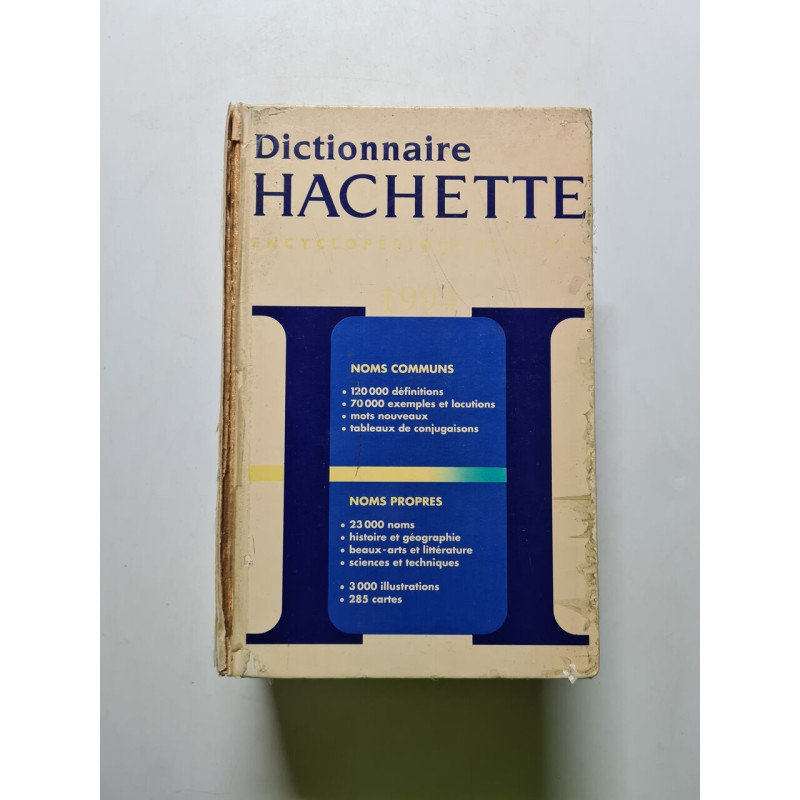 Dictionnaire
HACHETTE
ENCYCLOPÉDIQUE
NOMS COMMUNS
• 120 000 définitions
• 70 000 exemples et locutions
• mots nouveaux
• tableaux de conjugaisons
NOMS PROPRES
• 23 000 noms
• histoire et géographie
• beaux-arts et littérature
• sciences et techniques
• 3 000 illustrations
• 285 cartes